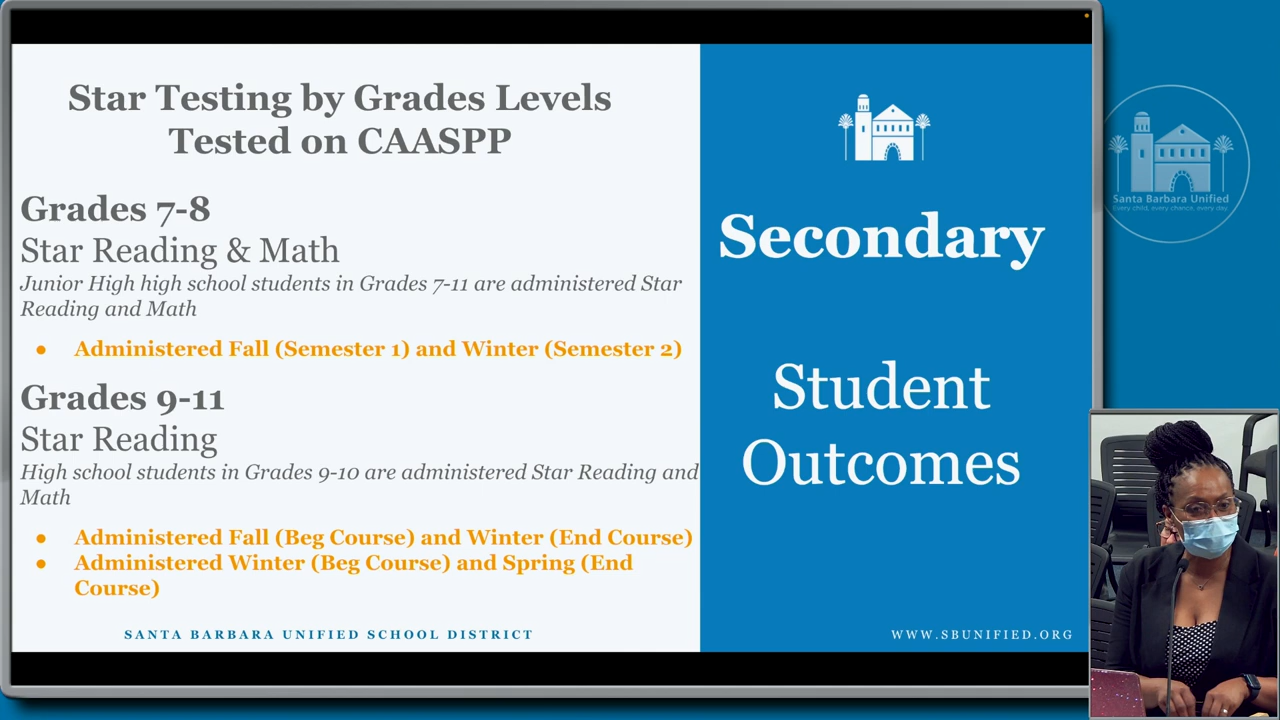 Star Testing by Grades Levels
Tested on CAASPP
Grades 7-8
Star Reading & Math
Junior High high school students in Grades 7-11 are administered Star
Reading and Math
● Administered Fall (Semester 1) and Winter (Semester 2)
Grades 9-11
Star Reading
High school students in Grades 9-10 are administered Star Reading and
Math
● Administered Fall (Beg Course) and Winter (End Course)
● Administered Winter (Beg Course) and Spring (End
Course)
SANTA BARBARA UNIFIED SCHOOL DISTRICT
Secondary
Student
Outcomes
WWW.SBUNIFIED.ORG
Santa Barbara Unified
Every child, every chance, every day.